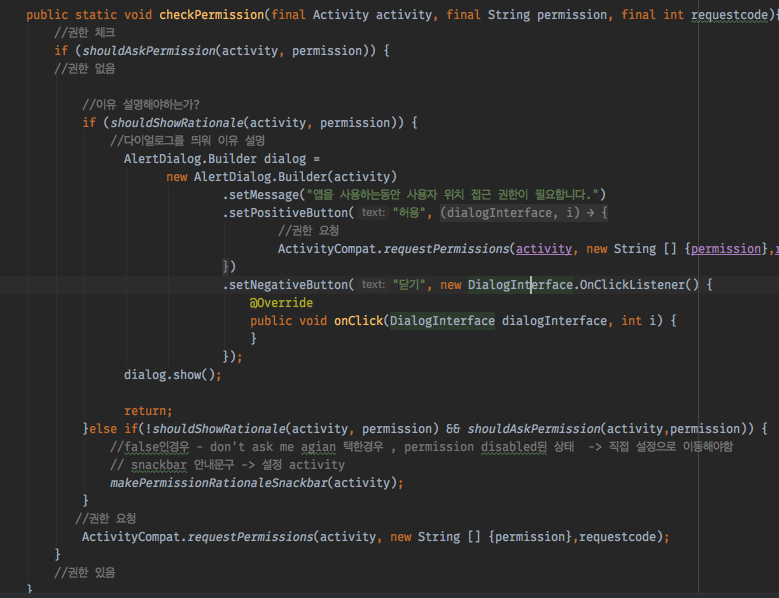 public static void checkPermission(final Activity activity, final String permission, final int requestcode){
//권한 체크
if (shouldAskPermission(activity, permission)) {
//권한 없음
//이유 설명해야하는가?
if (shouldShowRationale(activity, permission)) {
//다이얼로그를 띄워 이유 설명
AlertDialog.Builder dialog =
new AlertDialog.Builder(activity)
.setMessage("앱을 사용하는동안 사용자 위치 접근 권한이 필요합니다.")
.setPositiveButton( text: "허용", (dialogInterface, i) → {
//권한 요청
ActivityCompat.requestPermissions(activity, new String [] {permission},
})
.setNegativeButton( text: "닫기", new DialogInterface.OnClickListener() {
@Override
public void onClick(DialogInterface dialogInterface, int i) {
}
});
dialog.show();
return;
}else if(!shouldShowRationale(activity, permission) && shouldAskPermission(activity,permission)) {
//false인경우 - don't ask me agian 택한경우 , permission disabled된 상태  -> 직접 설정으로 이동해야함
// snackbar 안내문구 -> 설정 activity
makePermissionRationaleSnackbar(activity);
}
//권한 요청
ActivityCompat.requestPermissions(activity, new String [] {permission},requestcode);
}
//권한 있음
}